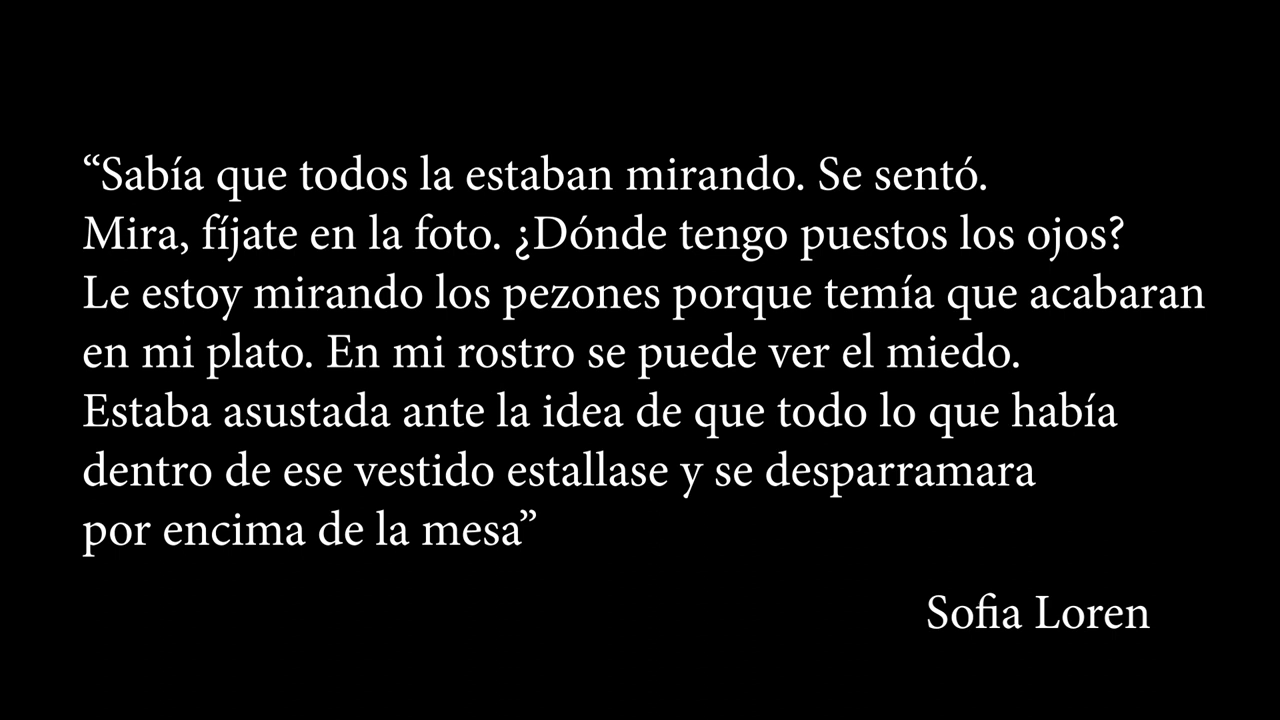 “Sabía que todos la estaban mirando. Se sentó.
Mira, fíjate en la foto. ¿Dónde tengo puestos los ojos?
Le estoy mirando los pezones porque temía que acabaran
en mi plato. En mi rostro se puede ver el miedo.
Estaba asustada ante la idea de que todo lo que había
dentro de ese vestido estallase y se desparramara
por encima de la mesa”
Sofia Loren